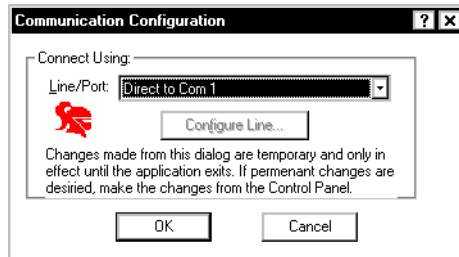 Communication Configuration
Connect Using:
Line/Port: Direct to Com 1
Configure Line...
Changes made from this dialog are temporary and only in
effect until the application exits. If permenant changes are
desiried, make the changes from the Control Panel.
OK Cancel